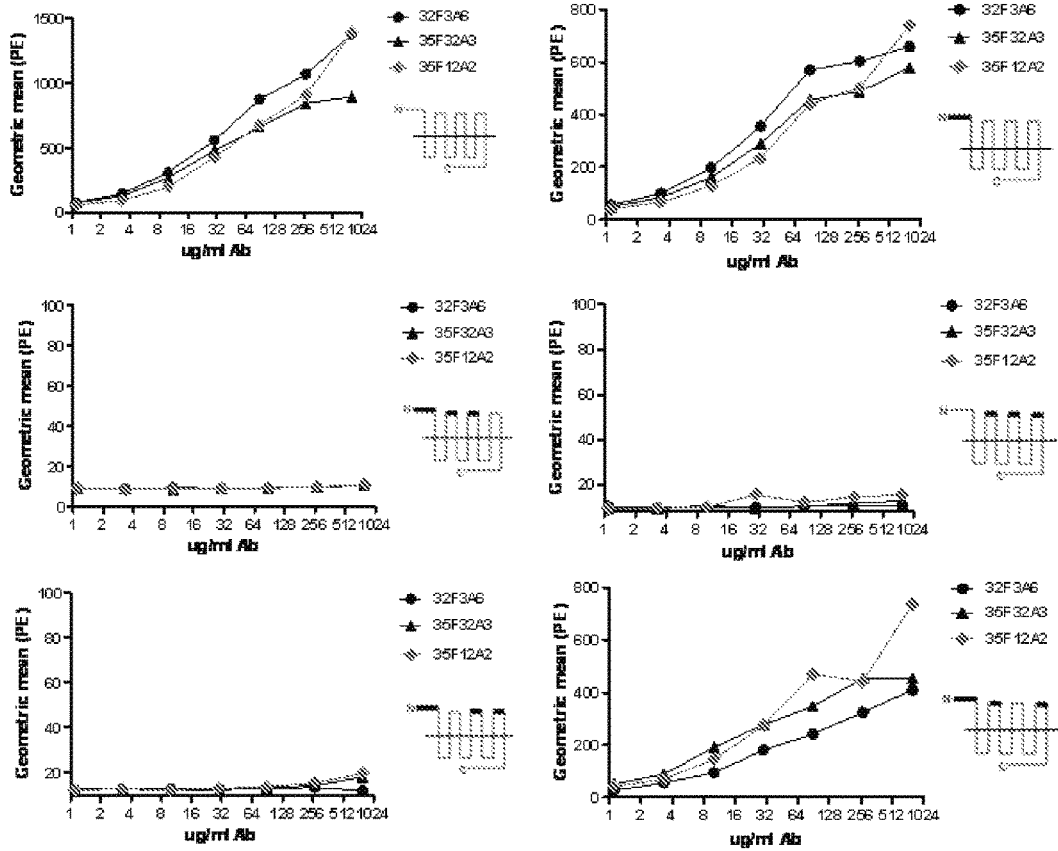 1500
1000
500
0
Geometric mean (PE)
1 2 4 8 16 32 64 128 256 512 1024
ug/ml Ab
32F3A6
35F32A3
35F12A2
800
600
400
200
0
Geometric mean (PE)
1 2 4 8 16 32 64 128 256 512 1024
ug/ml Ab
32F3A6
35F32A3
35F12A2
100
80
60
40
20
0
Geometric mean (PE)
1 2 4 8 16 32 64 128 256 512 1024
ug/ml Ab
32F3A6
35F32A3
35F12A2
100
80
60
40
20
Geometric mean (PE)
1 2 4 8 16 32 64 128 256 512 1024
ug/ml Ab
32F3A6
35F32A3
35F12A2
100
80
60
40
20
Geometric mean (PE)
1 2 4 8 16 32 64 128 256 512 1024
ug/ml Ab
32F3A6
35F32A3
35F12A2
800
600
400
200
0
Geometric mean (PE)
1 2 4 8 16 32 64 128 256 512 1024
ug/ml Ab
32F3A6
35F32A3
35F12A2